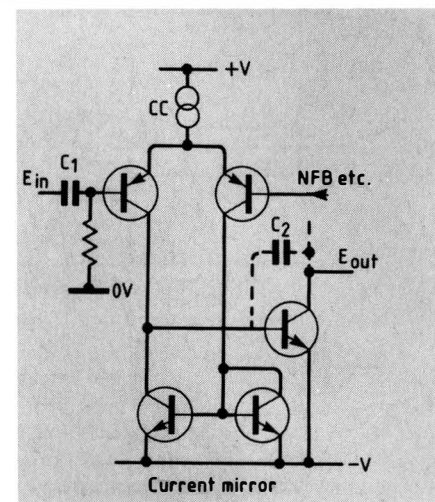 +V
CC
C1
Ein
NFB etc.
C2
Eout
0V
-V
Current mirror